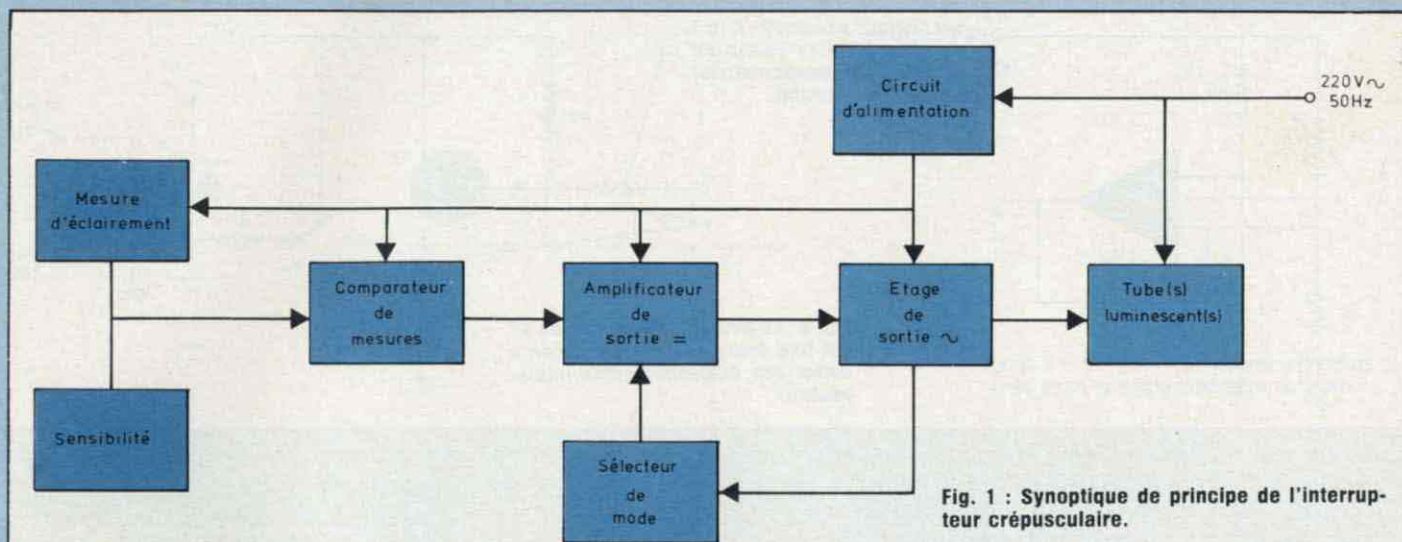 Circuit
d'alimentation
220V~
50Hz
Mesure
d'éclairement
Comparateur
de
mesures
Amplificateur
de
sortie =
Etage
de
sortie ~
Tube(s)
luminescent(s)
Sensibilité
Sélecteur
de
mode
Fig. 1 : Synoptique de principe de l'interrup-
teur crépusculaire.